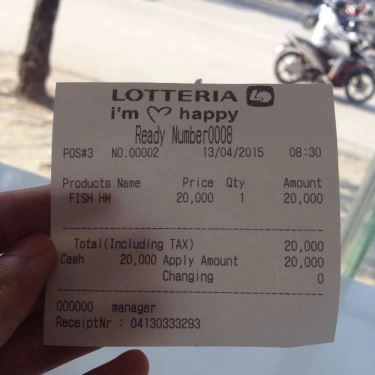 LOTTERIA
i'm happy
Ready Number0008
POS#3 NO.00002 13/04/2015 08:30
Products Name Price Qty Amount
FISH HM 20,000 1 20,000
Total(Including TAX) 20,000
Cash 20,000 Apply Amount 20,000
Changing 0
000000 manager
ReceiptNr : 04130333293